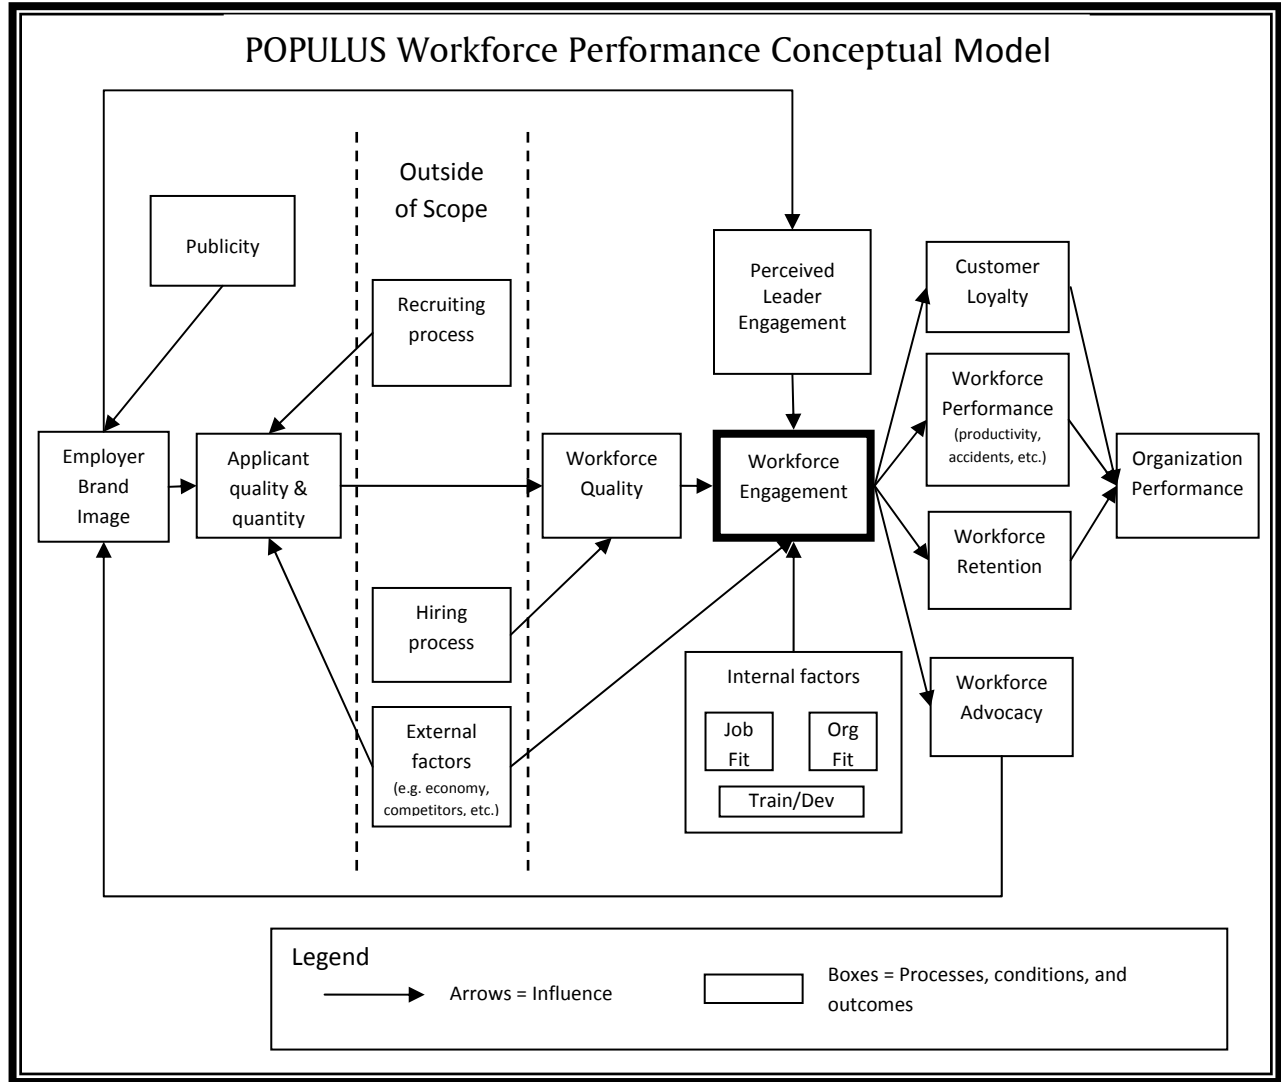 POPULUS Workforce Performance Conceptual Model
Outside
of Scope
Publicity
Recruiting
process
Perceived
Leader
Engagement
Customer
Loyalty
Workforce
Performance
(productivity,
accidents, etc.)
Employer
Brand
Image
Applicant
quality &
quantity
Workforce
Quality
Workforce
Engagement
Organization
Performance
Workforce
Retention
Hiring
process
Internal factors
Job
Fit
Org
Fit
Train/Dev
Workforce
Advocacy
External
factors
(e.g. economy,
competitors, etc.)
Legend
Arrows = Influence
Boxes = Processes, conditions, and
outcomes